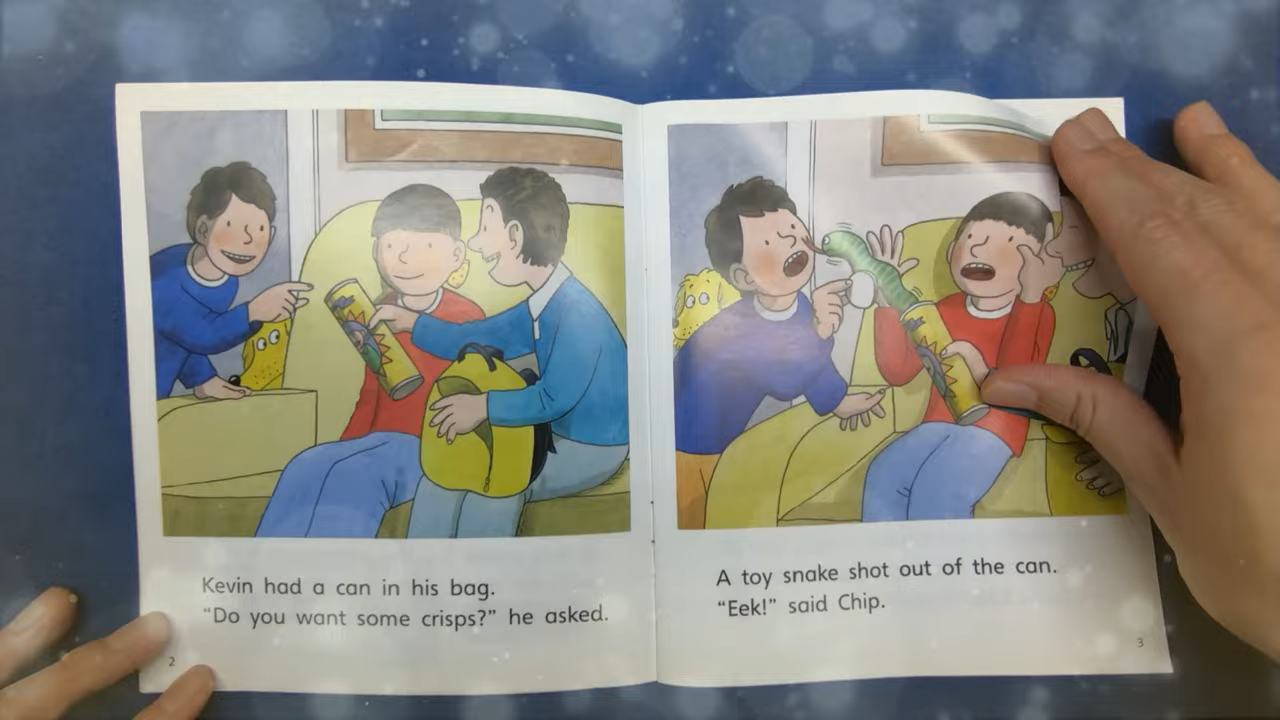 Kevin had a can in his bag.
“Do you want some crisps?” he asked.
2
A toy snake shot out of the can.
“Eek!” said Chip.
3